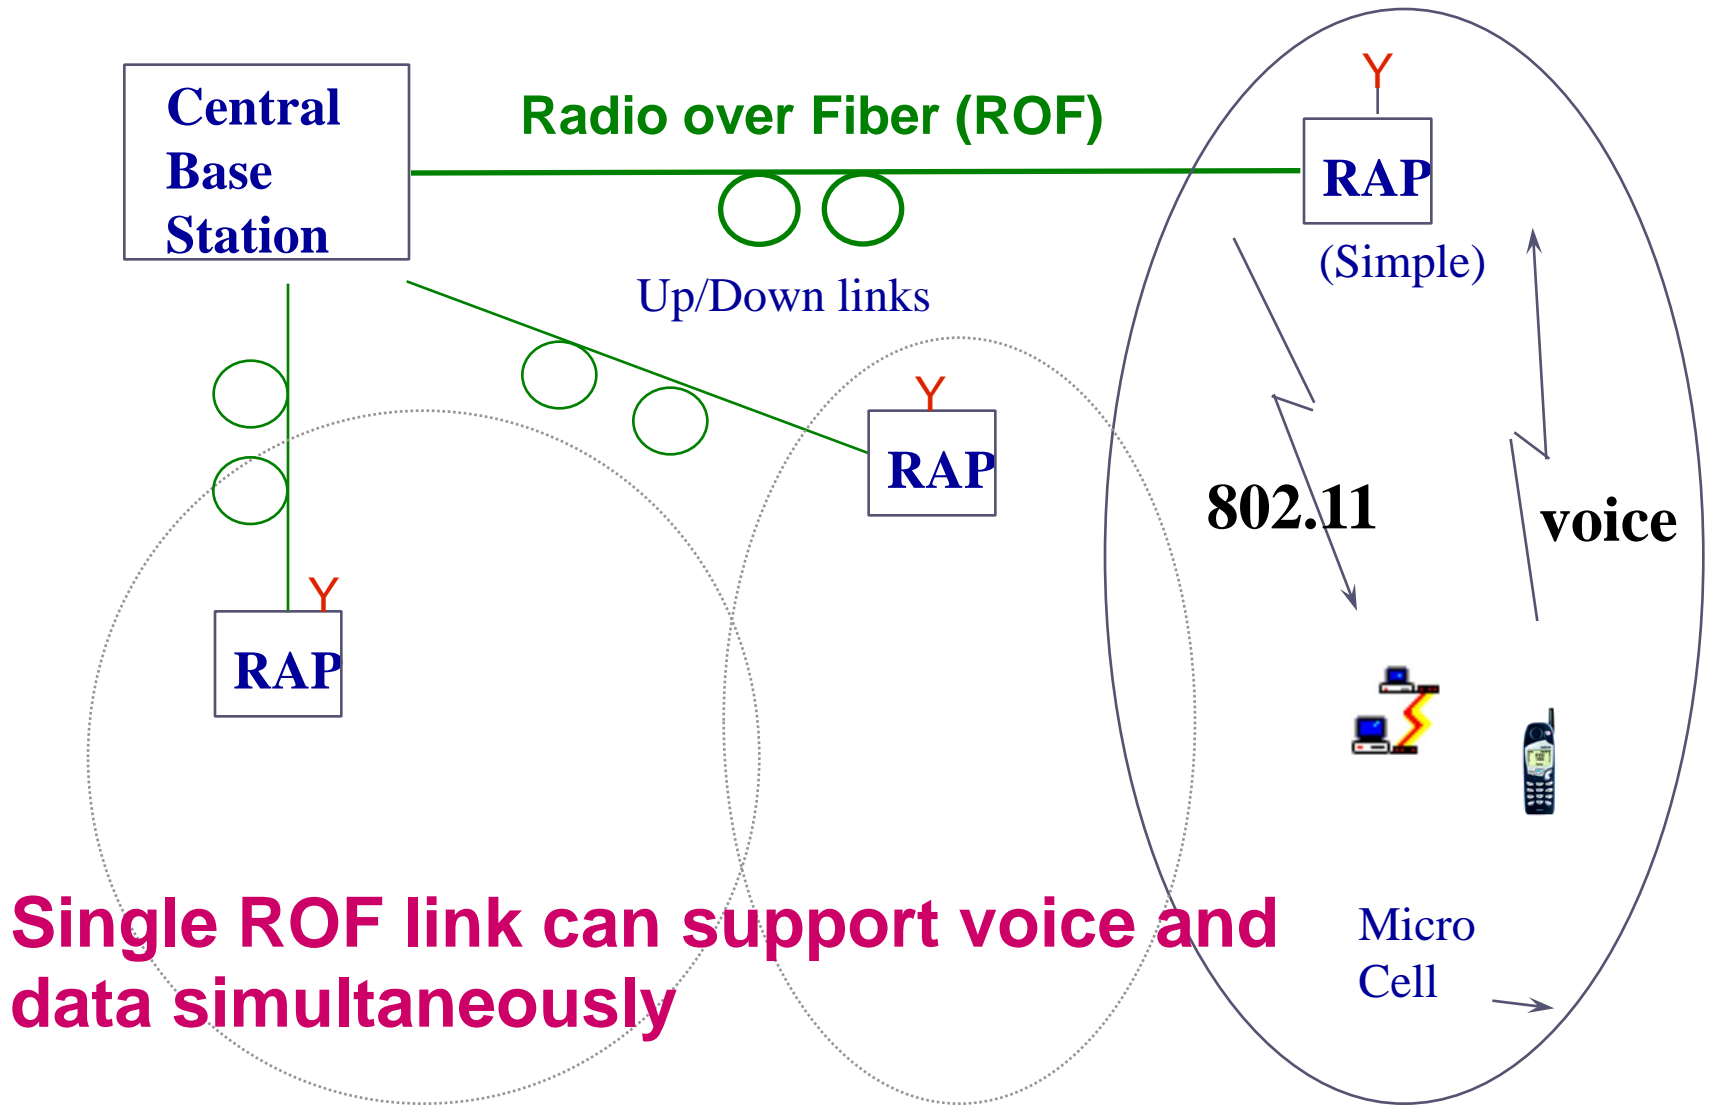 Central
Base
Station
Radio over Fiber (ROF)
Up/Down links
Y
RAP
(Simple)
Y
RAP
Y
RAP
802.11
voice
Micro
Cell
Single ROF link can support voice and
data simultaneously